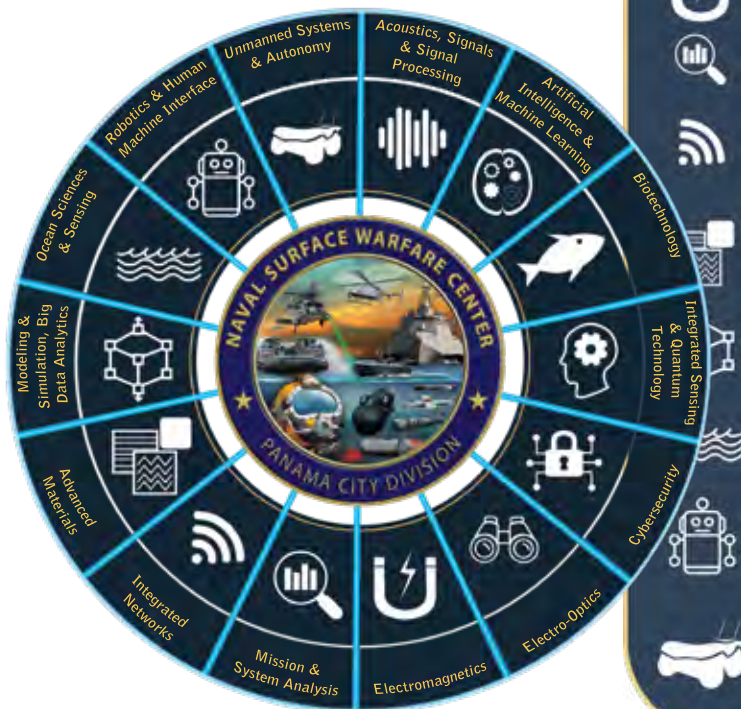 Unmanned Systems
& Autonomy
Acoustics, Signals
& Signal
Processing
Artificial
Intelligence &
Machine Learning
Biotechnology
Integrated Sensing
& Quantum
Technology
Cybersecurity
Electro-Optics
Electromagnetics
Mission &
System Analysis
Integrated
Networks
Advanced
Materials
Modeling &
Simulation, Big
Data Analytics
Ocean Sciences
& Sensing
Robotics & Human
Machine Interface
NAVAL SURFACE WARFARE CENTER
PANAMA CITY DIVISION